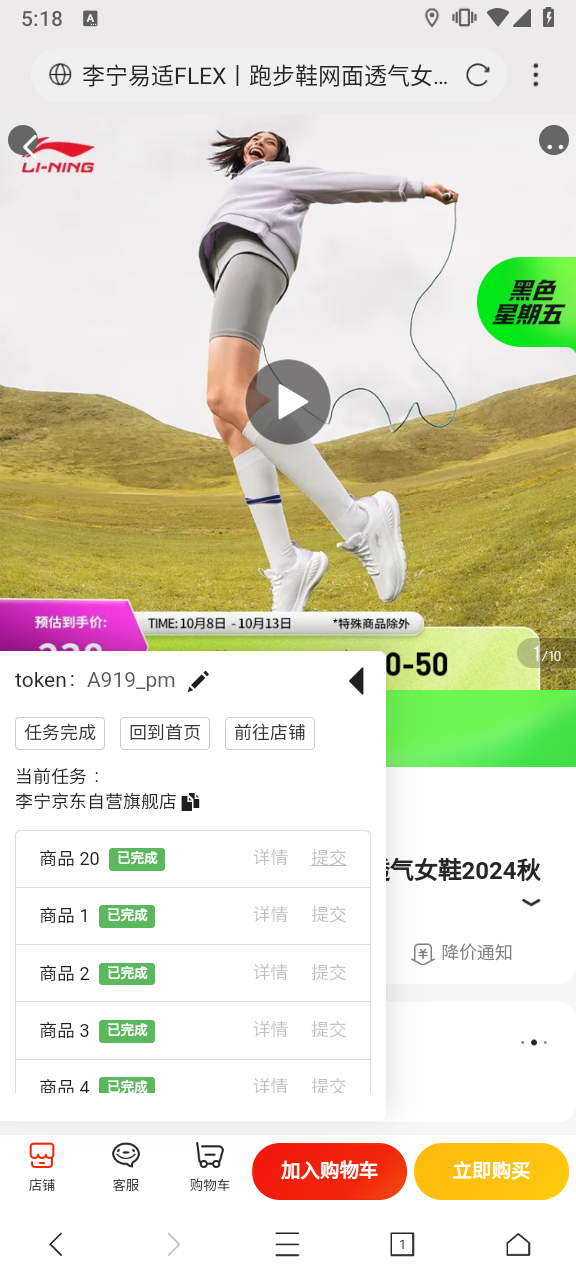 5:18
A
李宁易适FLEX丨跑步鞋网面透气女...
LI-NING
黑色
星期五
预估到手价:
TIME: 10月8日 - 10月13日
*特殊商品除外
0-50
1/10
token： A919_pm
任务完成
回到首页
前往店铺
当前任务：
李宁京东自营旗舰店
透气女鞋2024秋
商品 20 已完成 详情 提交
商品 1 已完成 详情 提交
降价通知
商品 2 已完成 详情 提交
商品 3 已完成 详情 提交
商品 4 已完成 详情 提交
店铺
客服
购物车
加入购物车
立即购买
1